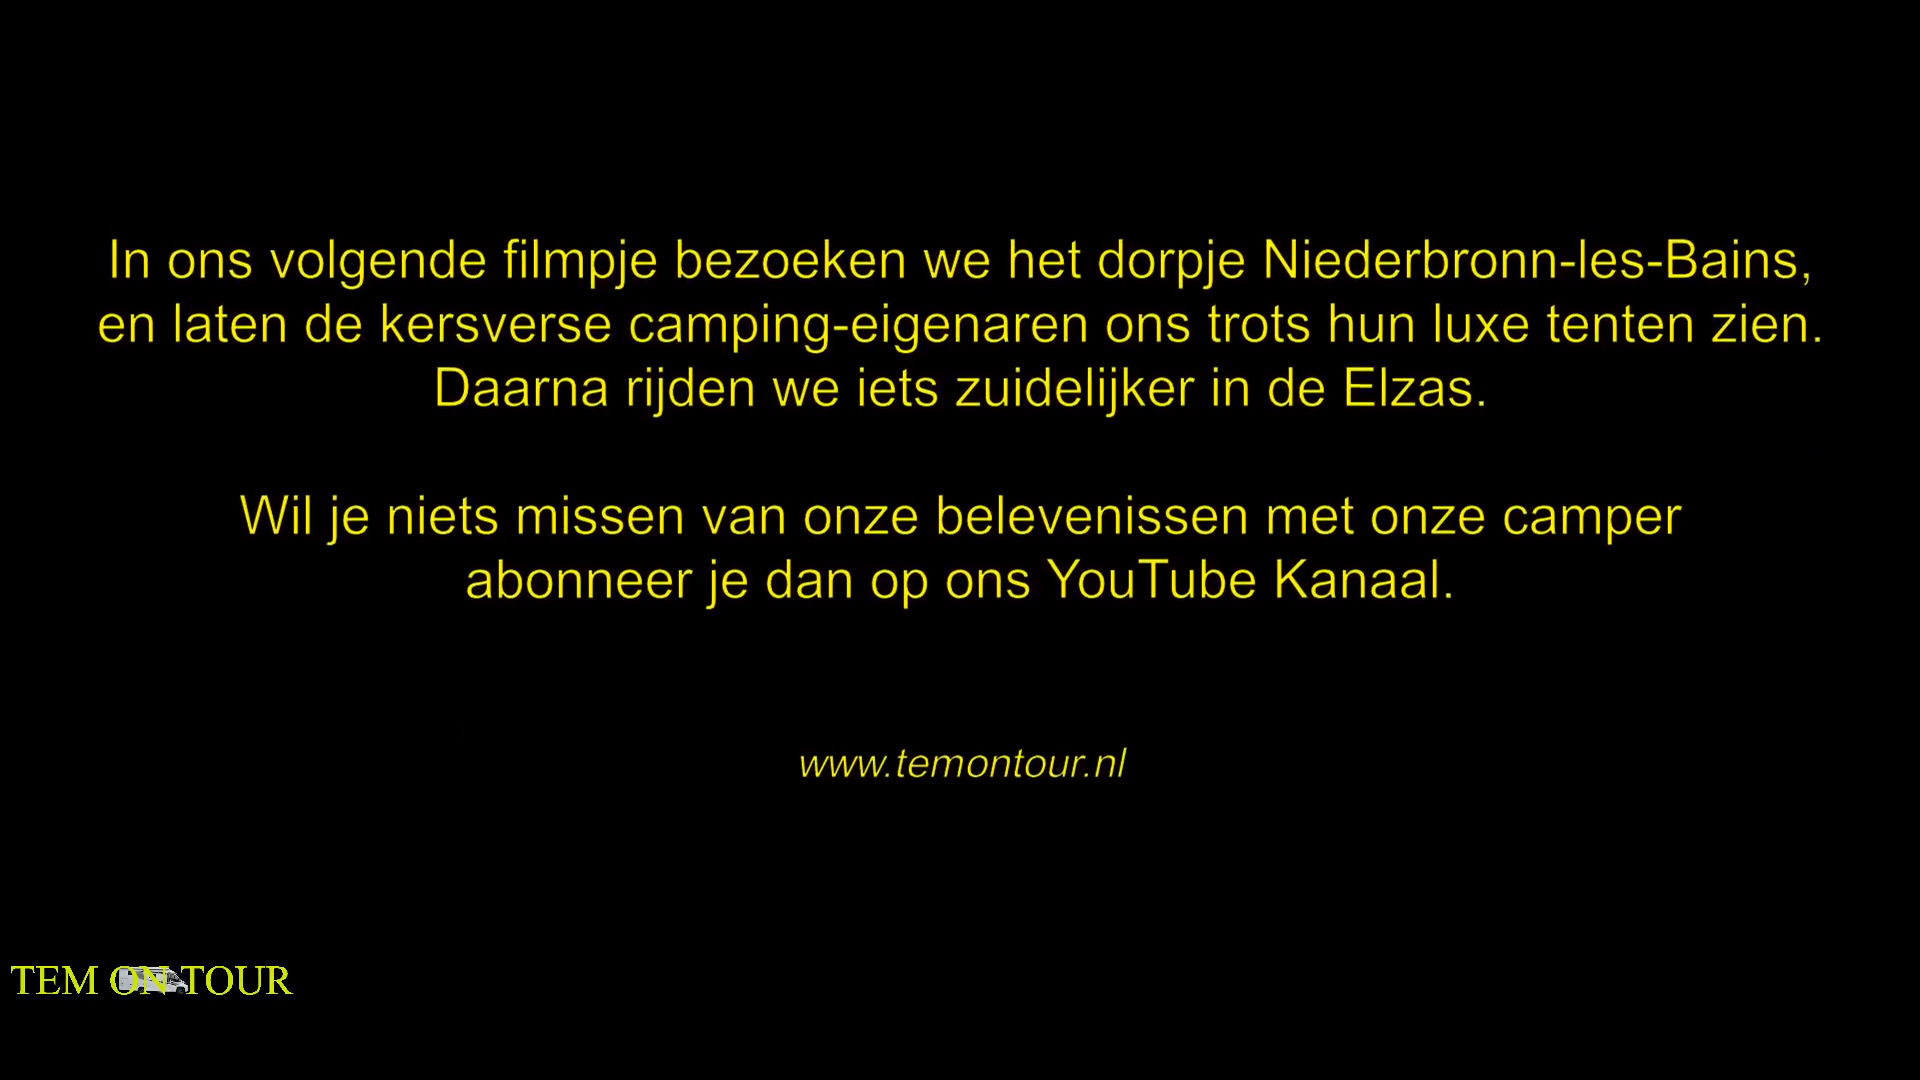 In ons volgende filmpje bezoeken we het dorpje Niederbronn-les-Bains,
en laten de kersverse camping-eigenaren ons trots hun luxe tenten zien.
Daarna rijden we iets zuidelijker in de Elzas.
Wil je niets missen van onze belevenissen met onze camper
abonneer je dan op ons YouTube Kanaal.
www.temontour.nl
TEM ON TOUR